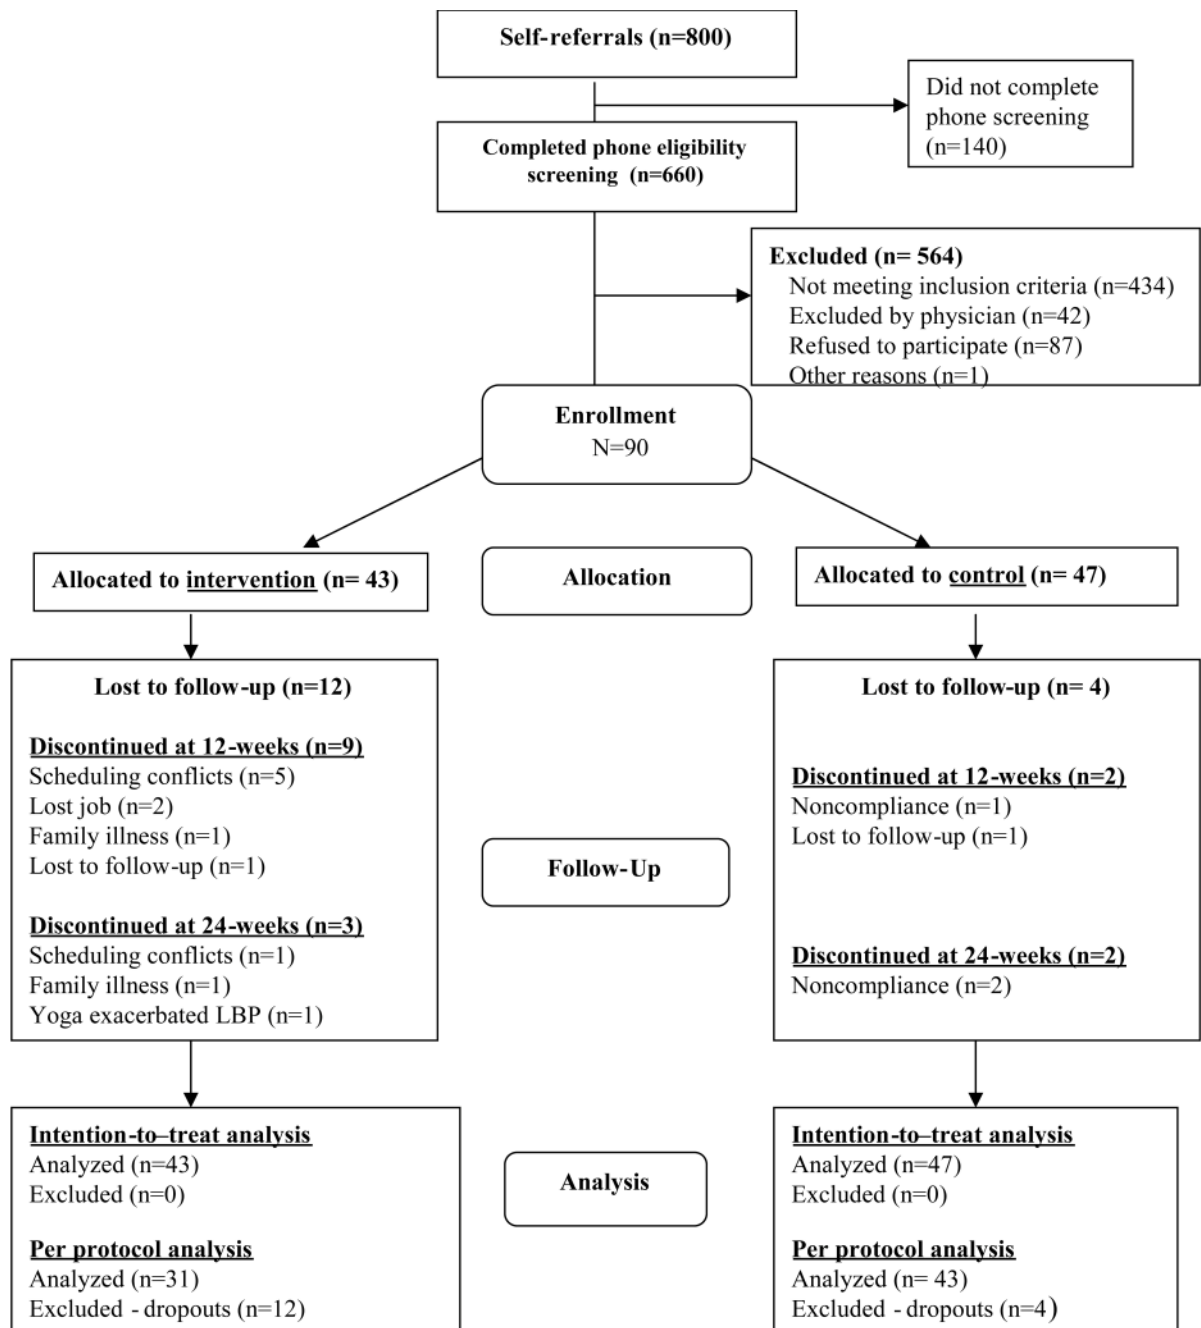 Self-referrals (n=800)
Did not complete
phone screening
(n=140)
Completed phone eligibility
screening (n=660)
Excluded (n= 564)
Not meeting inclusion criteria (n=434)
Excluded by physician (n=42)
Refused to participate (n=87)
Other reasons (n=1)
Enrollment
N=90
Allocated to intervention (n= 43)
Allocation
Allocated to control (n= 47)
Lost to follow-up (n=12)
Discontinued at 12-weeks (n=9)
Scheduling conflicts (n=5)
Lost job (n=2)
Family illness (n=1)
Lost to follow-up (n=1)
Discontinued at 24-weeks (n=3)
Scheduling conflicts (n=1)
Family illness (n=1)
Yoga exacerbated LBP (n=1)
Follow-Up
Lost to follow-up (n= 4)
Discontinued at 12-weeks (n=2)
Noncompliance (n=1)
Lost to follow-up (n=1)
Discontinued at 24-weeks (n=2)
Noncompliance (n=2)
Intention-to–treat analysis
Analyzed (n=43)
Excluded (n=0)
Per protocol analysis
Analyzed (n=31)
Excluded - dropouts (n=12)
Analysis
Intention-to–treat analysis
Analyzed (n=47)
Excluded (n=0)
Per protocol analysis
Analyzed (n= 43)
Excluded - dropouts (n=4)